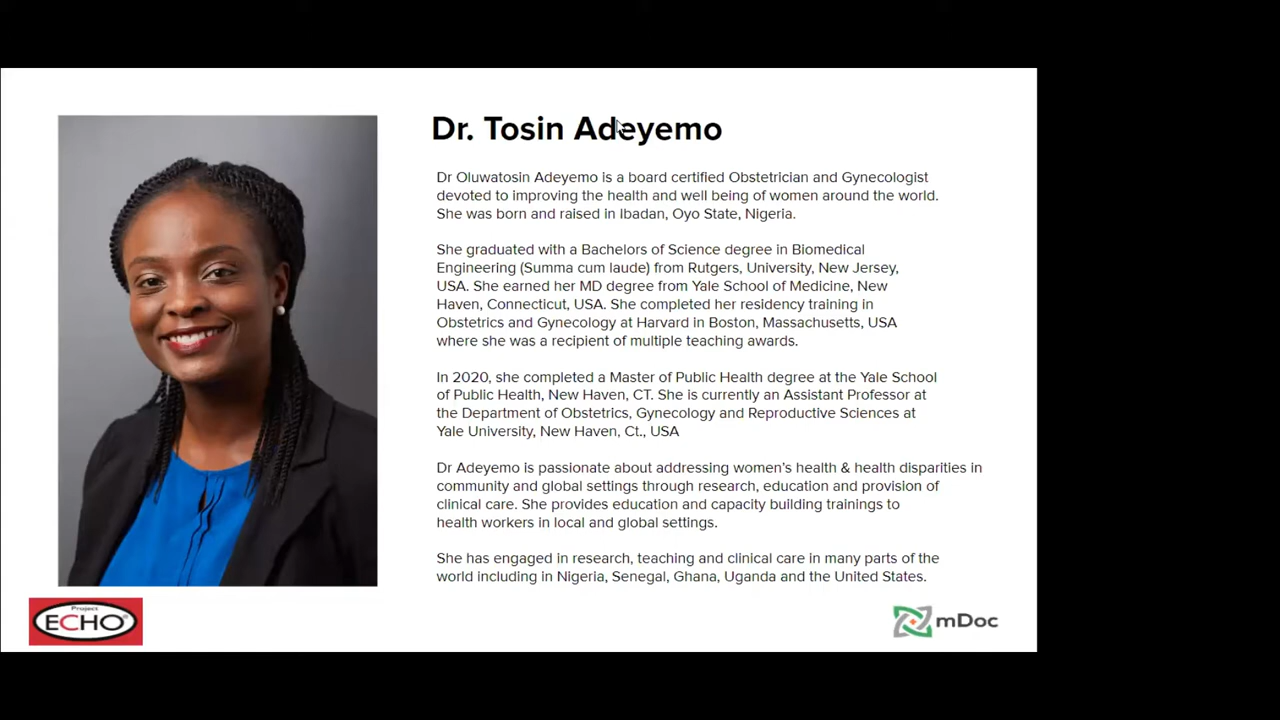 Dr. Tosin Adeyemo
Dr Oluwatosin Adeyemo is a board certified Obstetrician and Gynecologist
devoted to improving the health and well being of women around the world.
She was born and raised in Ibadan, Oyo State, Nigeria.
She graduated with a Bachelors of Science degree in Biomedical
Engineering (Summa cum laude) from Rutgers, University, New Jersey,
USA. She earned her MD degree from Yale School of Medicine, New
Haven, Connecticut, USA. She completed her residency training in
Obstetrics and Gynecology at Harvard in Boston, Massachusetts, USA
where she was a recipient of multiple teaching awards.
In 2020, she completed a Master of Public Health degree at the Yale School
of Public Health, New Haven, CT. She is currently an Assistant Professor at
the Department of Obstetrics, Gynecology and Reproductive Sciences at
Yale University, New Haven, Ct., USA
Dr Adeyemo is passionate about addressing women's health & health disparities in
community and global settings through research, education and provision of
clinical care. She provides education and capacity building trainings to
health workers in local and global settings.
She has engaged in research, teaching and clinical care in many parts of the
world including in Nigeria, Senegal, Ghana, Uganda and the United States.
Project
ECHO®
mDoc